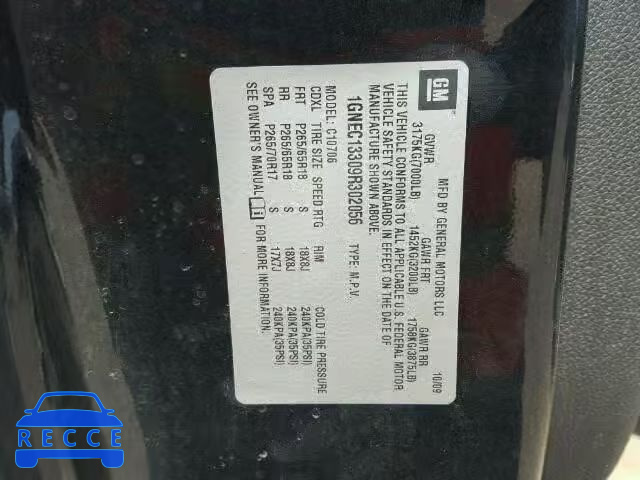 GM
MFD BY GENERAL MOTORS LLC
10/09
GVWR GAWR FRT GAWR RR
3175KG(7000LB) 1452KG(3200LB) 1758KG(3875LB)
THIS VEHICLE CONFORMS TO ALL APPLICABLE U.S. FEDERAL MOTOR
VEHICLE SAFETY STANDARDS IN EFFECT ON THE DATE OF
MANUFACTURE SHOWN ABOVE.
1GNEC13309R302056 TYPE: M.P.V.
MODEL: C10706
CDXL TIRE SIZE SPEED RTG RIM COLD TIRE PRESSURE
FRT P265/65R18 S 18X8J 240KPA(35PSI)
RR P265/65R18 S 18X8J 240KPA(35PSI)
SPA P265/70R17 S 17X7J 240KPA(35PSI)
SEE OWNER'S MANUAL FOR MORE INFORMATION.
RECCE